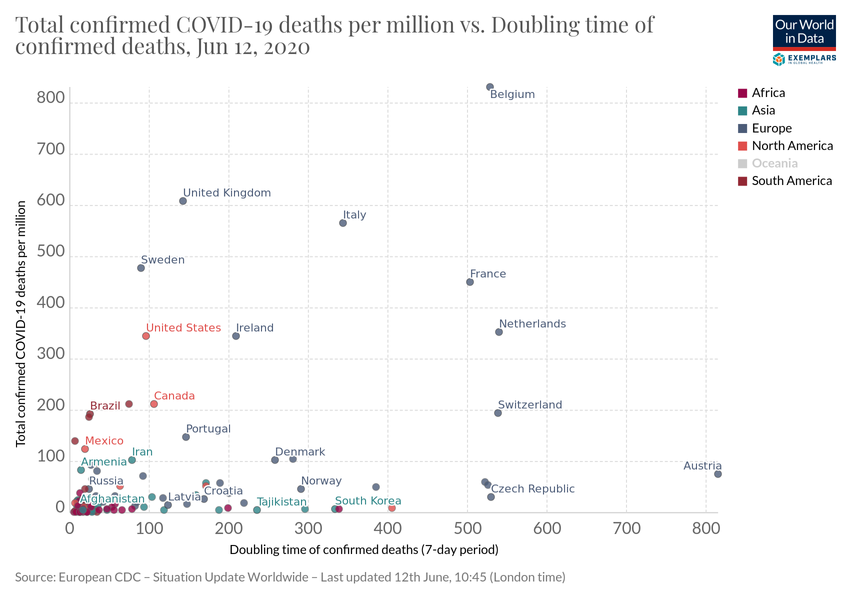 Total confirmed COVID-19 deaths per million vs. Doubling time of
confirmed deaths, Jun 12, 2020
Our World
in Data
EXEMPLARS
IN GLOBAL HEALTH
Africa
Asia
Europe
North America
Oceania
South America
Total confirmed COVID-19 deaths per million
800
700
600
500
400
300
200
100
0
Belgium
United Kingdom
Italy
Sweden
France
United States
Ireland
Netherlands
Brazil
Canada
Switzerland
Portugal
Mexico
Iran
Denmark
Armenia
Austria
Russia
Norway
Czech Republic
Afghanistan
Latvia
Croatia
Tajikistan
South Korea
0
100
200
300
400
500
600
700
800
Doubling time of confirmed deaths (7-day period)
Source: European CDC – Situation Update Worldwide – Last updated 12th June, 10:45 (London time)